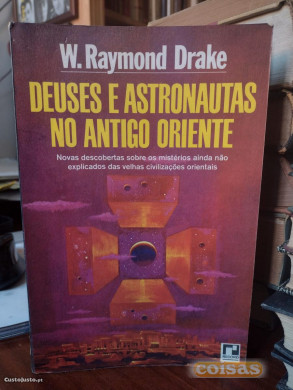 W. Raymond Drake
DEUSES E ASTRONAUTAS
NO ANTIGO ORIENTE
Novas descobertas sobre os mistérios ainda não
explicados das velhas civilizações orientais
CustoJusto.pt
coisas